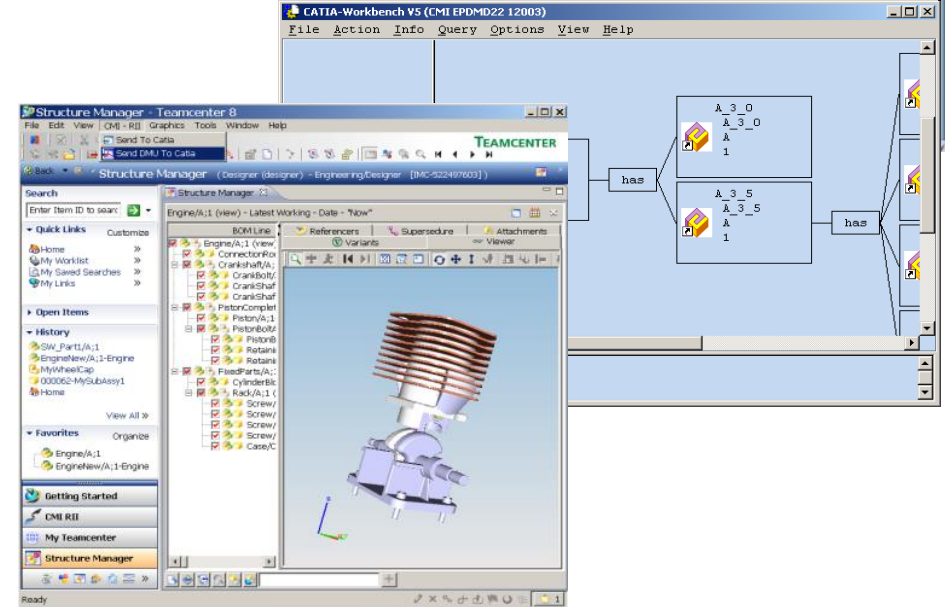 CATIA-Workbench V5 (CMI EPDMD22 12003)
File Action Info Query Options View Help
A_3_0
A_3_0
A
1
has
A_3_5
A_3_5
A
1
has
Structure Manager - Teamcenter 8
File Edit View CMI - RII Graphics Tools Window Help
Send To Catia
Send DMU To Catia
TEAMCENTER
Back
Structure Manager ( Designer (designer) - Engineering/Designer [IMC-522497603] )
Search
Enter Item ID to searc
Quick Links Customize
Home
My Worklist
My Saved Searches
My Links
Open Items
History
SW_Part1/A;1
EngineNew/A;1-Engine
MyWheelCap
000062-MySubAssy1
Home
View All
Favorites Organize
Engine/A;1
EngineNew/A;1-Engine
Getting Started
CMI RII
My Teamcenter
Structure Manager
Ready
Structure Manager
Engine/A;1 (view) - Latest Working - Date - "Now"
BOM Line
Engine/A;1 (view
ConnectionRo
Crankshaft/A;
CrankBolt/
CrankShaf
CrankShaf
PistonComplet
Piston/A;1
PistonBolt/
PistonB
Retaine
Retaine
FixedParts/A;
CylinderBlo
Rack/A;1 (
Screw/
Screw/
Screw/
Screw/
Case/C
Referencers Supersedure Attachments
Variants Viewer
1